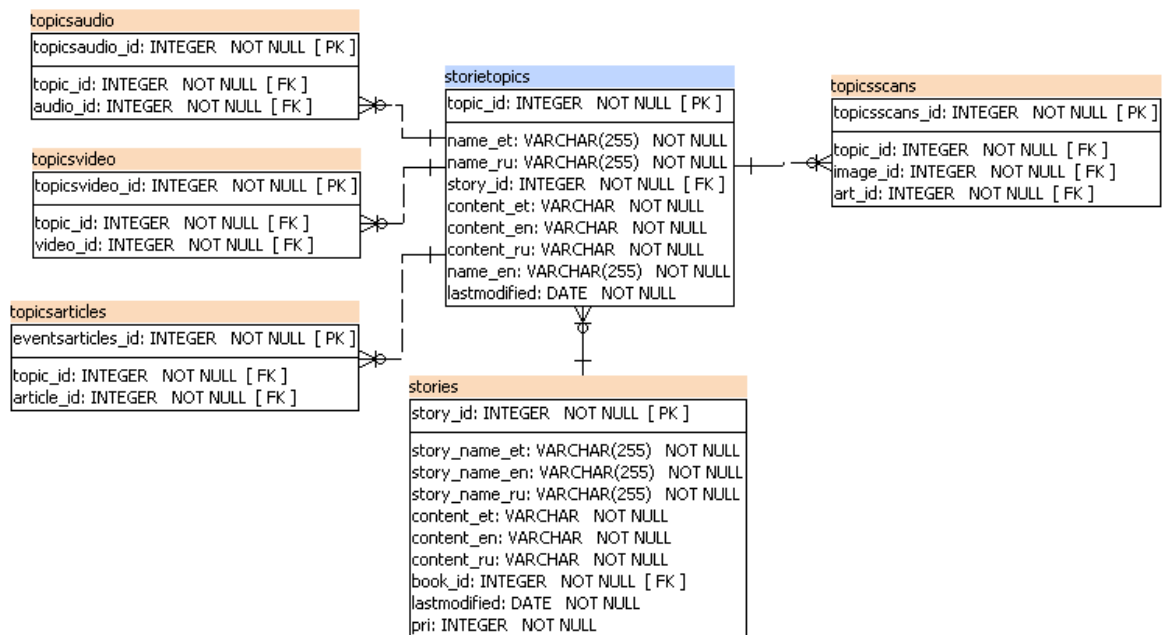 topicsaudio
topicsaudio_id: INTEGER NOT NULL [ PK ]
topic_id: INTEGER NOT NULL [ FK ]
audio_id: INTEGER NOT NULL [ FK ]
topicsvideo
topicsvideo_id: INTEGER NOT NULL [ PK ]
topic_id: INTEGER NOT NULL [ FK ]
video_id: INTEGER NOT NULL [ FK ]
topicsarticles
eventsarticles_id: INTEGER NOT NULL [ PK ]
topic_id: INTEGER NOT NULL [ FK ]
article_id: INTEGER NOT NULL [ FK ]
storietopics
topic_id: INTEGER NOT NULL [ PK ]
name_et: VARCHAR(255) NOT NULL
name_ru: VARCHAR(255) NOT NULL
story_id: INTEGER NOT NULL [ FK ]
content_et: VARCHAR NOT NULL
content_en: VARCHAR NOT NULL
content_ru: VARCHAR NOT NULL
name_en: VARCHAR(255) NOT NULL
lastmodified: DATE NOT NULL
topicsscans
topicsscans_id: INTEGER NOT NULL [ PK ]
topic_id: INTEGER NOT NULL [ FK ]
image_id: INTEGER NOT NULL [ FK ]
art_id: INTEGER NOT NULL [ FK ]
stories
story_id: INTEGER NOT NULL [ PK ]
story_name_et: VARCHAR(255) NOT NULL
story_name_en: VARCHAR(255) NOT NULL
story_name_ru: VARCHAR(255) NOT NULL
content_et: VARCHAR NOT NULL
content_en: VARCHAR NOT NULL
content_ru: VARCHAR NOT NULL
book_id: INTEGER NOT NULL [ FK ]
lastmodified: DATE NOT NULL
pri: INTEGER NOT NULL